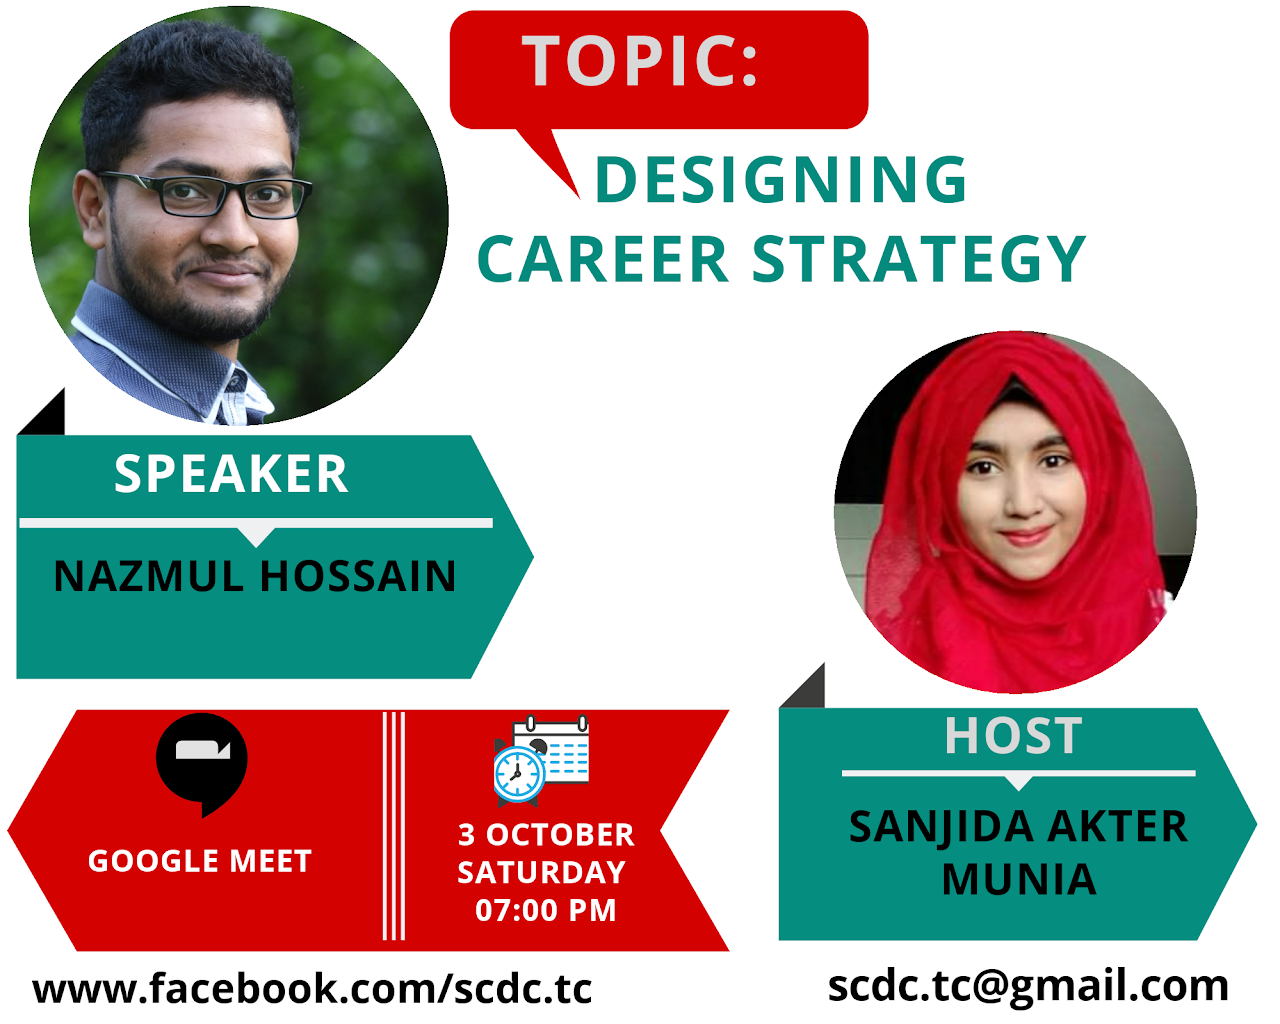 TOPIC:
DESIGNING
CAREER STRATEGY
SPEAKER
NAZMUL HOSSAIN
HOST
SANJIDA AKTER
MUNIA
GOOGLE MEET
3 OCTOBER
SATURDAY
07:00 PM
www.facebook.com/scdc.tc
scdc.tc@gmail.com